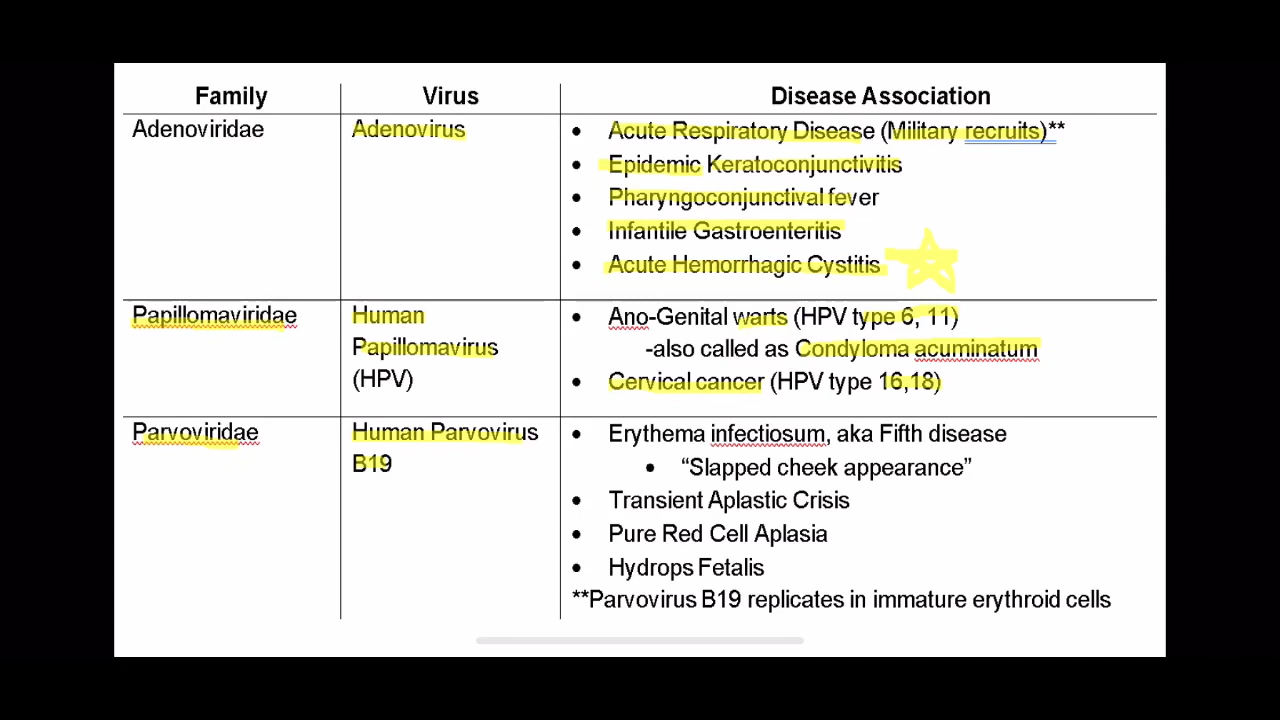 Family Virus Disease Association
Adenoviridae Adenovirus • Acute Respiratory Disease (Military recruits)**
• Epidemic Keratoconjunctivitis
• Pharyngoconjunctival fever
• Infantile Gastroenteritis
• Acute Hemorrhagic Cystitis
Papillomaviridae Human • Ano-Genital warts (HPV type 6, 11)
Papillomavirus -also called as Condyloma acuminatum
(HPV) • Cervical cancer (HPV type 16,18)
Parvoviridae Human Parvovirus • Erythema infectiosum, aka Fifth disease
B19 • “Slapped cheek appearance”
• Transient Aplastic Crisis
• Pure Red Cell Aplasia
• Hydrops Fetalis
**Parvovirus B19 replicates in immature erythroid cells